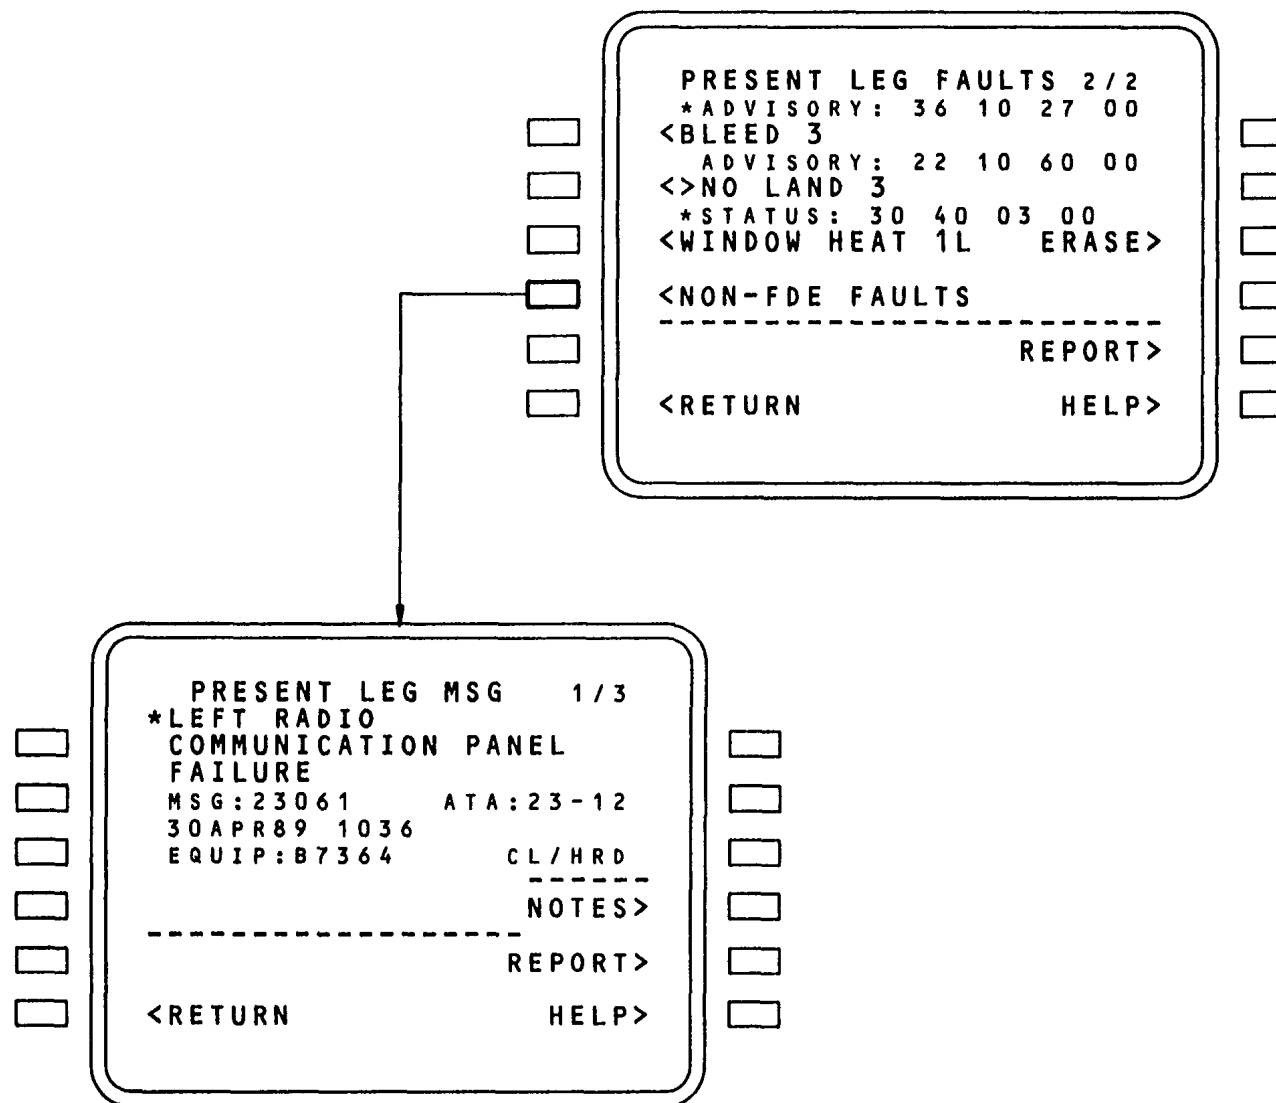 PRESENT LEG FAULTS 2/2
*ADVISORY: 36 10 27 00
<BLEED 3
ADVISORY: 22 10 60 00
<>NO LAND 3
*STATUS: 30 40 03 00
<WINDOW HEAT 1L ERASE>
<NON-FDE FAULTS
------------------------
REPORT>
<RETURN HELP>
PRESENT LEG MSG 1/3
*LEFT RADIO
COMMUNICATION PANEL
FAILURE
MSG:23061 ATA:23-12
30APR89 1036
EQUIP:B7364 CL/HRD
------
NOTES>
------------------
REPORT>
<RETURN HELP>